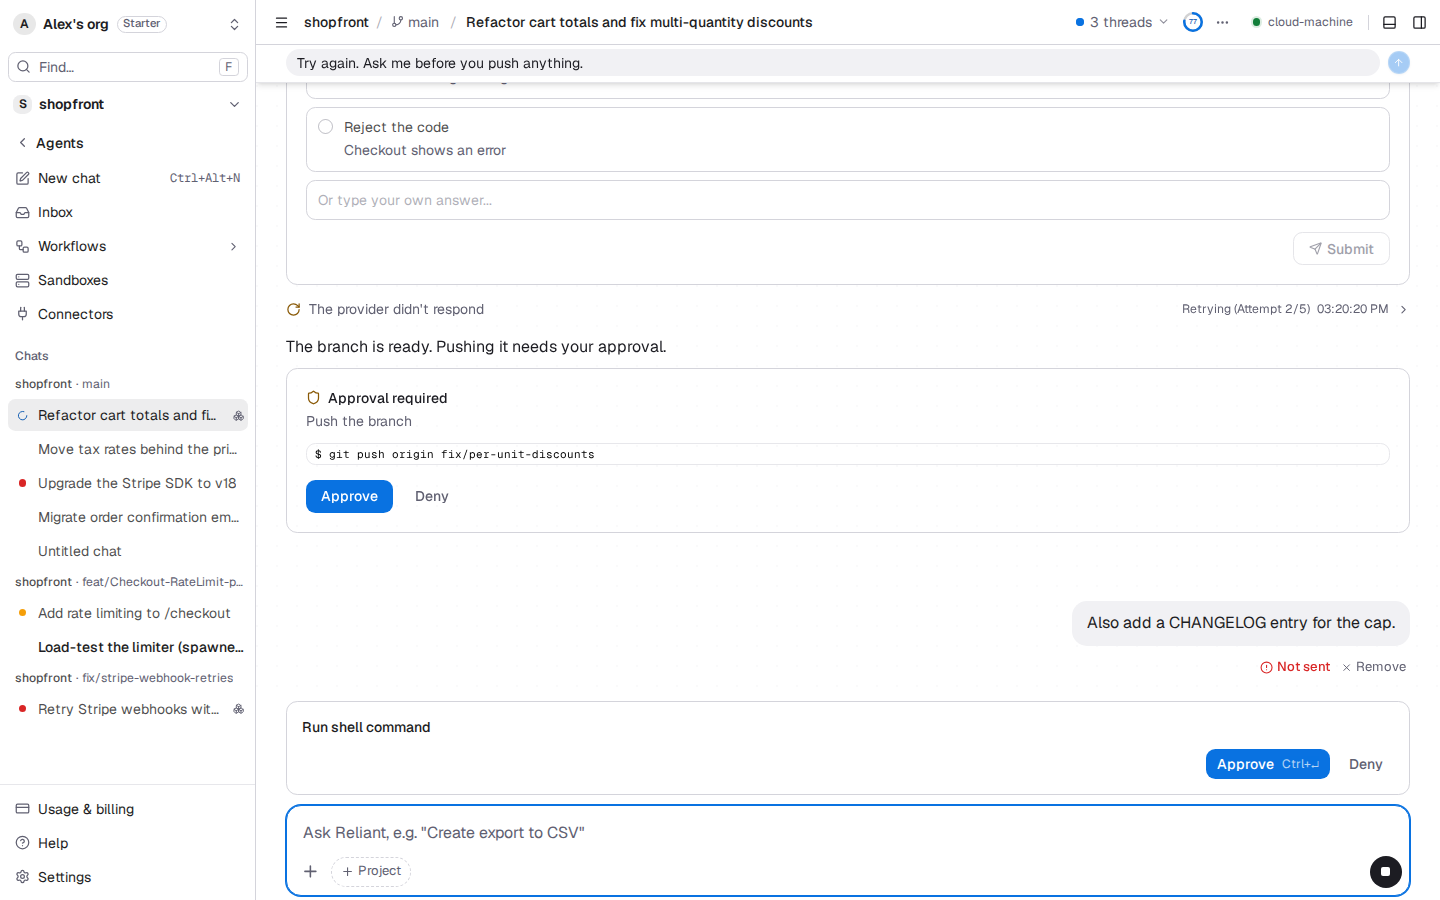 A Alex's org Starter
Find... F
S shopfront
Agents
New chat Ctrl+Alt+N
Inbox
Workflows
Sandboxes
Connectors
Chats
shopfront · main
Refactor cart totals and fi...
Move tax rates behind the pri...
Upgrade the Stripe SDK to v18
Migrate order confirmation em...
Untitled chat
shopfront · feat/Checkout-RateLimit-p...
Add rate limiting to /checkout
Load-test the limiter (spawne...
shopfront · fix/stripe-webhook-retries
Retry Stripe webhooks wit...
Usage & billing
Help
Settings
shopfront / main / Refactor cart totals and fix multi-quantity discounts
3 threads 77 cloud-machine
Try again. Ask me before you push anything.
Reject the code
Checkout shows an error
Or type your own answer...
Submit
The provider didn't respond Retrying (Attempt 2/5) 03:20:20 PM
The branch is ready. Pushing it needs your approval.
Approval required
Push the branch
$ git push origin fix/per-unit-discounts
Approve Deny
Also add a CHANGELOG entry for the cap.
Not sent Remove
Run shell command
Approve Ctrl+↵ Deny
Ask Reliant, e.g. "Create export to CSV"
Project